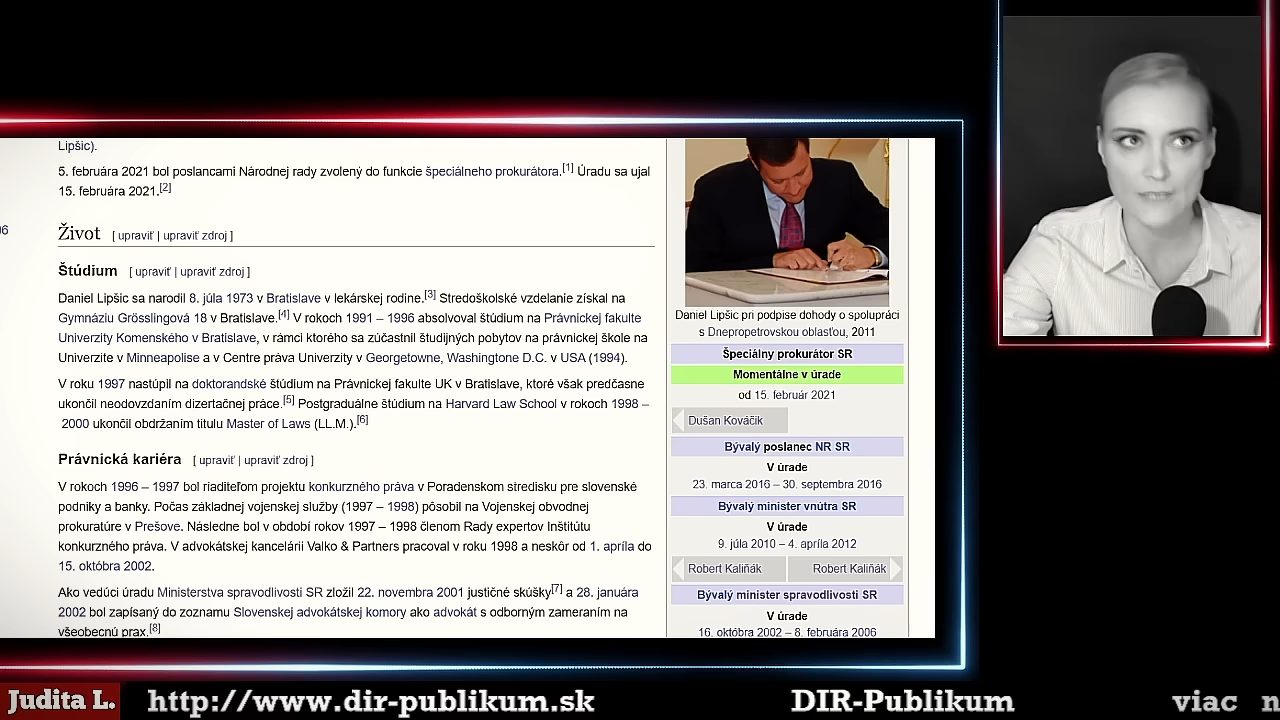 Lipšic).
5. februára 2021 bol poslancami Národnej rady zvolený do funkcie špeciálneho prokurátora.[1] Úradu sa ujal
15. februára 2021.[2]
Život [ upraviť | upraviť zdroj ]
Štúdium [ upraviť | upraviť zdroj ]
Daniel Lipšic sa narodil 8. júla 1973 v Bratislave v lekárskej rodine.[3] Stredoškolské vzdelanie získal na
Gymnáziu Grösslingová 18 v Bratislave.[4] V rokoch 1991 – 1996 absolvoval štúdium na Právnickej fakulte
Univerzity Komenského v Bratislave, v rámci ktorého sa zúčastnil študijných pobytov na právnickej škole na
Univerzite v Minneapolise a v Centre práva Univerzity v Georgetowne, Washingtone D.C. v USA (1994).
V roku 1997 nastúpil na doktorandské štúdium na Právnickej fakulte UK v Bratislave, ktoré však predčasne
ukončil neodovzdaním dizertačnej práce.[5] Postgraduálne štúdium na Harvard Law School v rokoch 1998 –
2000 ukončil obdržaním titulu Master of Laws (LL.M.).[6]
Právnická kariéra [ upraviť | upraviť zdroj ]
V rokoch 1996 – 1997 bol riaditeľom projektu konkurzného práva v Poradenskom stredisku pre slovenské
podniky a banky. Počas základnej vojenskej služby (1997 – 1998) pôsobil na Vojenskej obvodnej
prokuratúre v Prešove. Následne bol v období rokov 1997 – 1998 členom Rady expertov Inštitútu
konkurzného práva. V advokátskej kancelárii Valko & Partners pracoval v roku 1998 a neskôr od 1. apríla do
15. októbra 2002.
Ako vedúci úradu Ministerstva spravodlivosti SR zložil 22. novembra 2001 justičné skúšky[7] a 28. januára
2002 bol zapísaný do zoznamu Slovenskej advokátskej komory ako advokát s odborným zameraním na
všeobecnú prax.[8]
Daniel Lipšic pri podpise dohody o spolupráci
s Dnepropetrovskou oblasťou, 2011
Špeciálny prokurátor SR
Momentálne v úrade
od 15. február 2021
Dušan Kováčik
Bývalý poslanec NR SR
V úrade
23. marca 2016 – 30. septembra 2016
Bývalý minister vnútra SR
V úrade
9. júla 2010 – 4. apríla 2012
Robert Kaliňák Robert Kaliňák
Bývalý minister spravodlivosti SR
V úrade
16. októbra 2002 – 8. februára 2006
Judita L. http://www.dir-publikum.sk DIR-Publikum viac